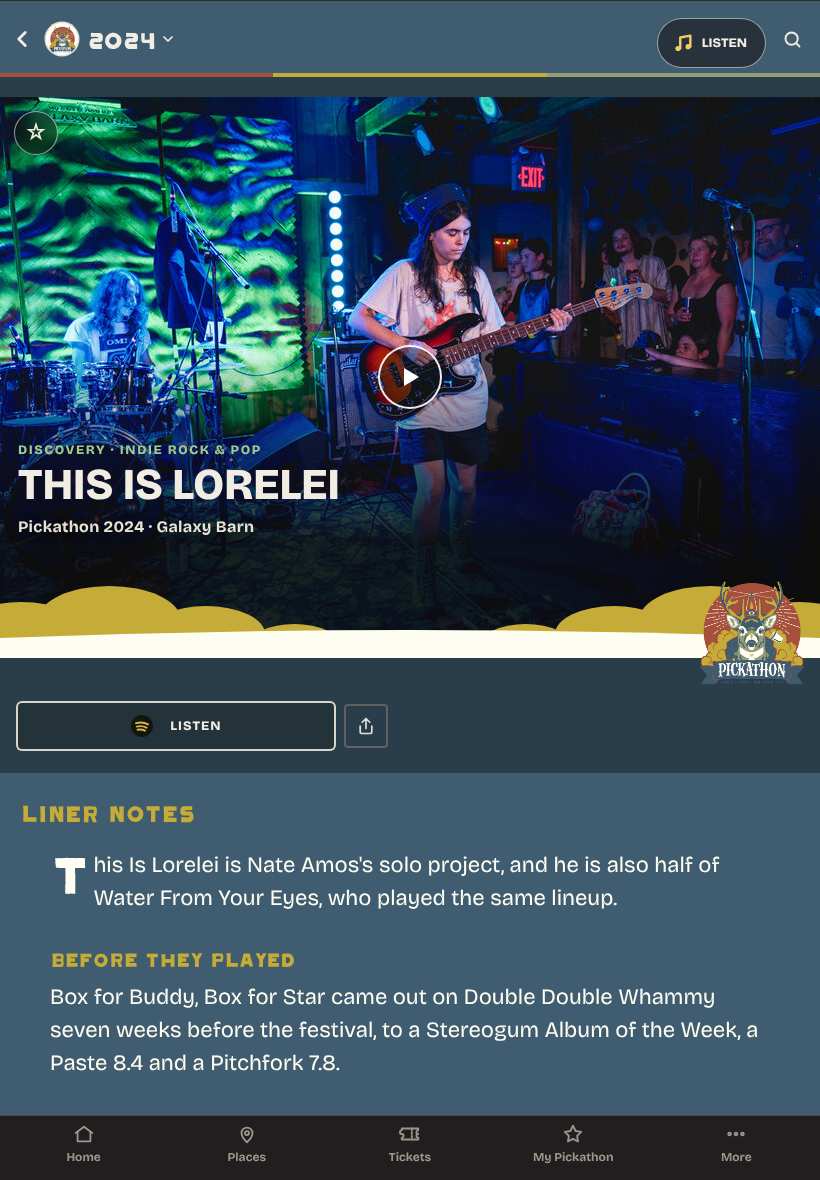 2024
LISTEN
EXIT
OM!
DISCOVERY · INDIE ROCK & POP
THIS IS LORELEI
Pickathon 2024 · Galaxy Barn
PICKATHON
LISTEN
LINER NOTES
This Is Lorelei is Nate Amos's solo project, and he is also half of
Water From Your Eyes, who played the same lineup.
BEFORE THEY PLAYED
Box for Buddy, Box for Star came out on Double Double Whammy
seven weeks before the festival, to a Stereogum Album of the Week, a
Paste 8.4 and a Pitchfork 7.8.
Home
Places
Tickets
My Pickathon
More